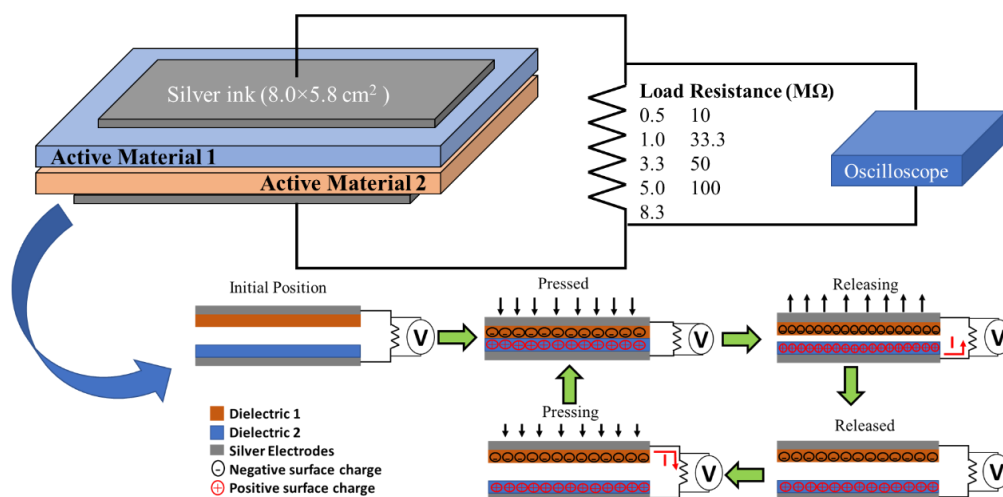 Silver ink (8.0×5.8 cm² )
Active Material 1
Active Material 2
Load Resistance (MΩ)
0.5 10
1.0 33.3
3.3 50
5.0 100
8.3
Oscilloscope
Initial Position
Pressed
Releasing
V
V
I
V
Dielectric 1
Dielectric 2
Silver Electrodes
Negative surface charge
Positive surface charge
Pressing
I
V
Released
V